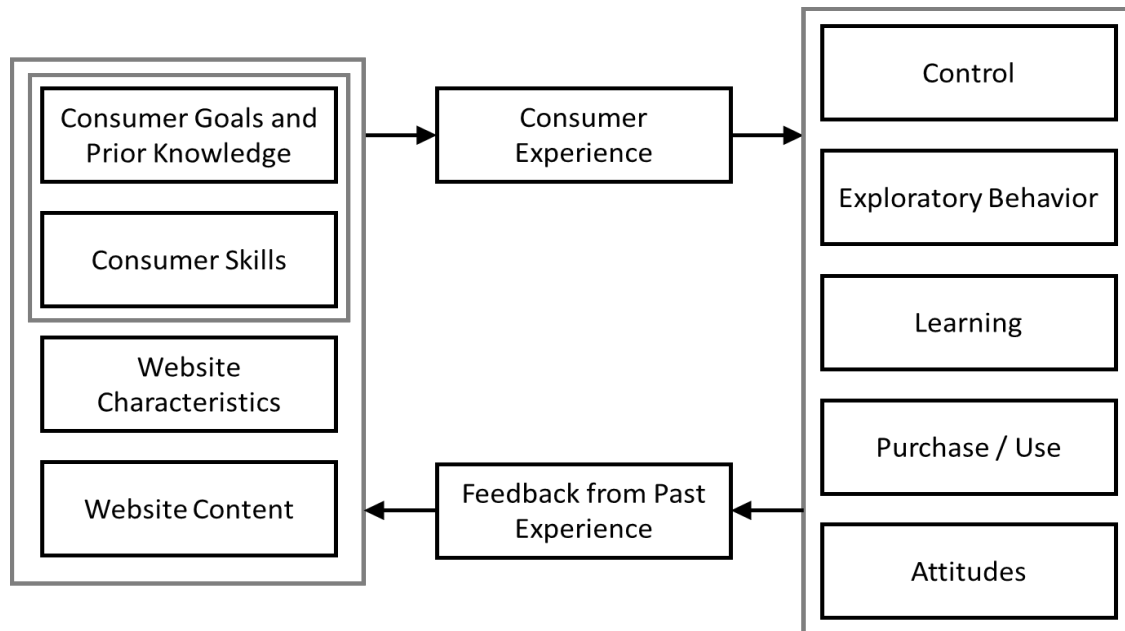 Consumer Goals and
Prior Knowledge
Consumer Skills
Website
Characteristics
Website Content
Consumer
Experience
Feedback from Past
Experience
Control
Exploratory Behavior
Learning
Purchase / Use
Attitudes